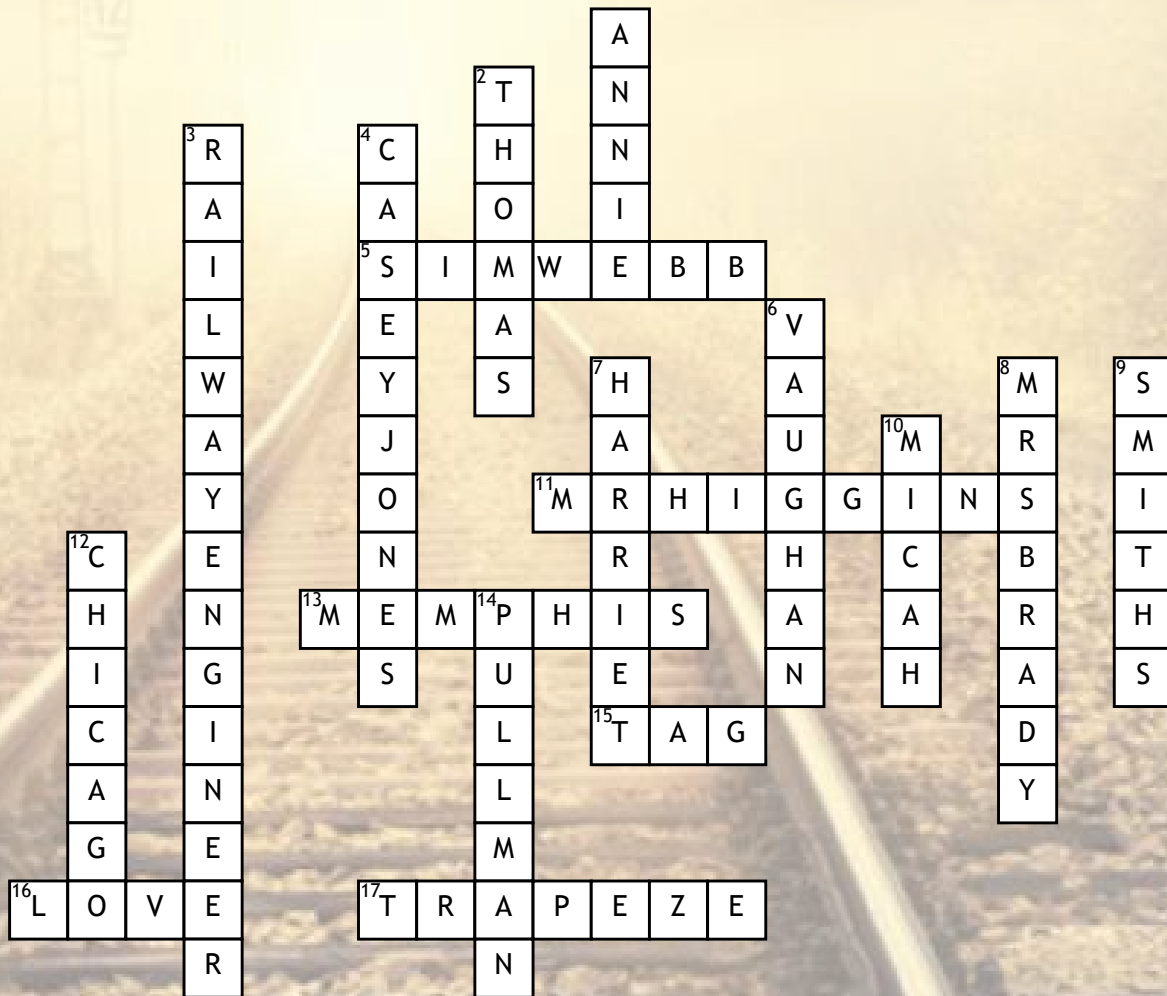 A
2 T N
3 R 4 C H N
A A O I
I 5 S I M W E B B
L E A 6 V
W Y S 7 H A 8 M 9 S
A J A U 10 M R M
Y O 11 M R H I G G I N S I
12 C E N R H C B T
H N 13 M E M 14 P H I S A A R H
I G S U E N H A S
C I L 15 T A G D
A N L Y
G E M
16 L O V E 17 T R A P E Z E
R N